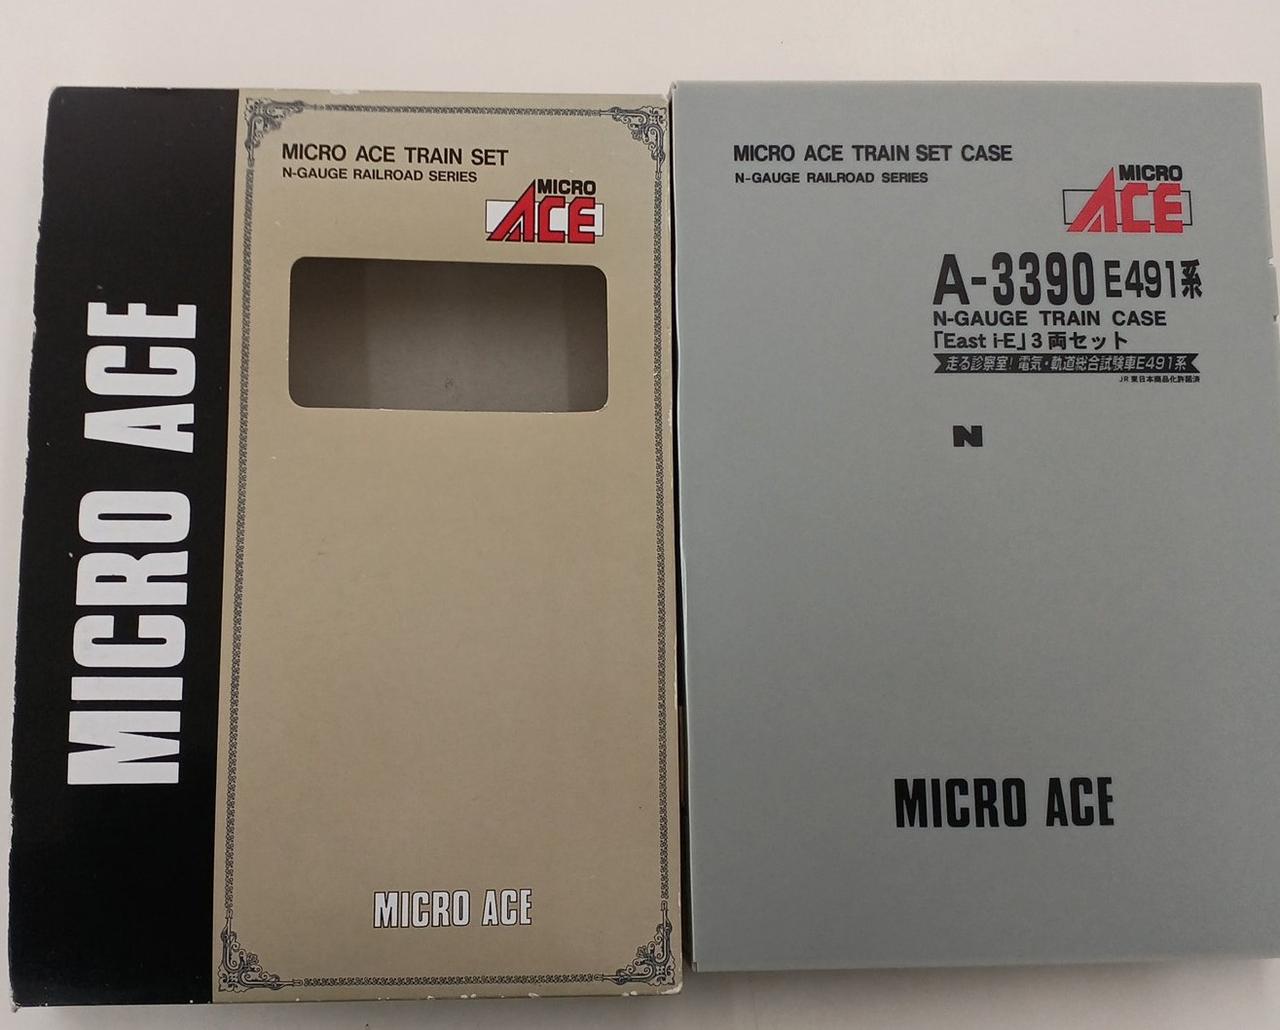 MICRO ACE
MICRO ACE TRAIN SET
N-GAUGE RAILROAD SERIES
MICRO
ACE
MICRO ACE
MICRO ACE TRAIN SET CASE
N-GAUGE RAILROAD SERIES
MICRO
ACE
A-3390 E491系
N-GAUGE TRAIN CASE
「East i-E」3両セット
走る診察室!電気・軌道総合試験車E491系
JR東日本商品化許諾済
N
MICRO ACE